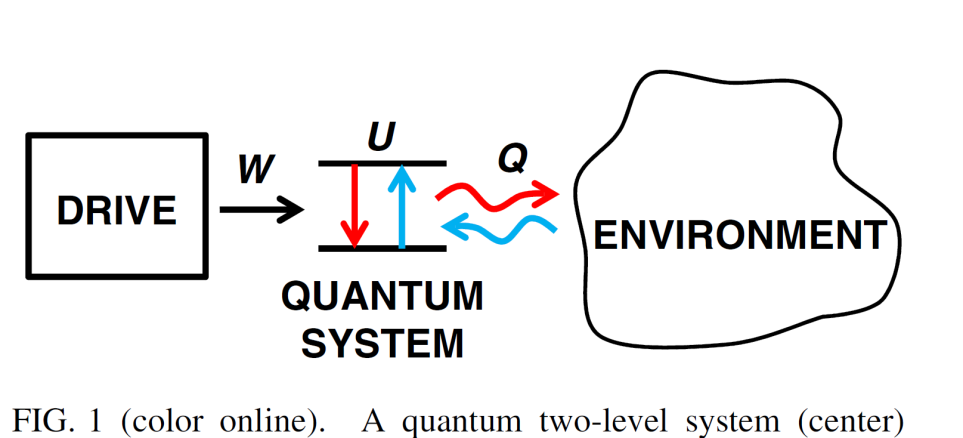 U
W
Q
DRIVE
ENVIRONMENT
QUANTUM
SYSTEM
FIG. 1 (color online). A quantum two-level system (center)